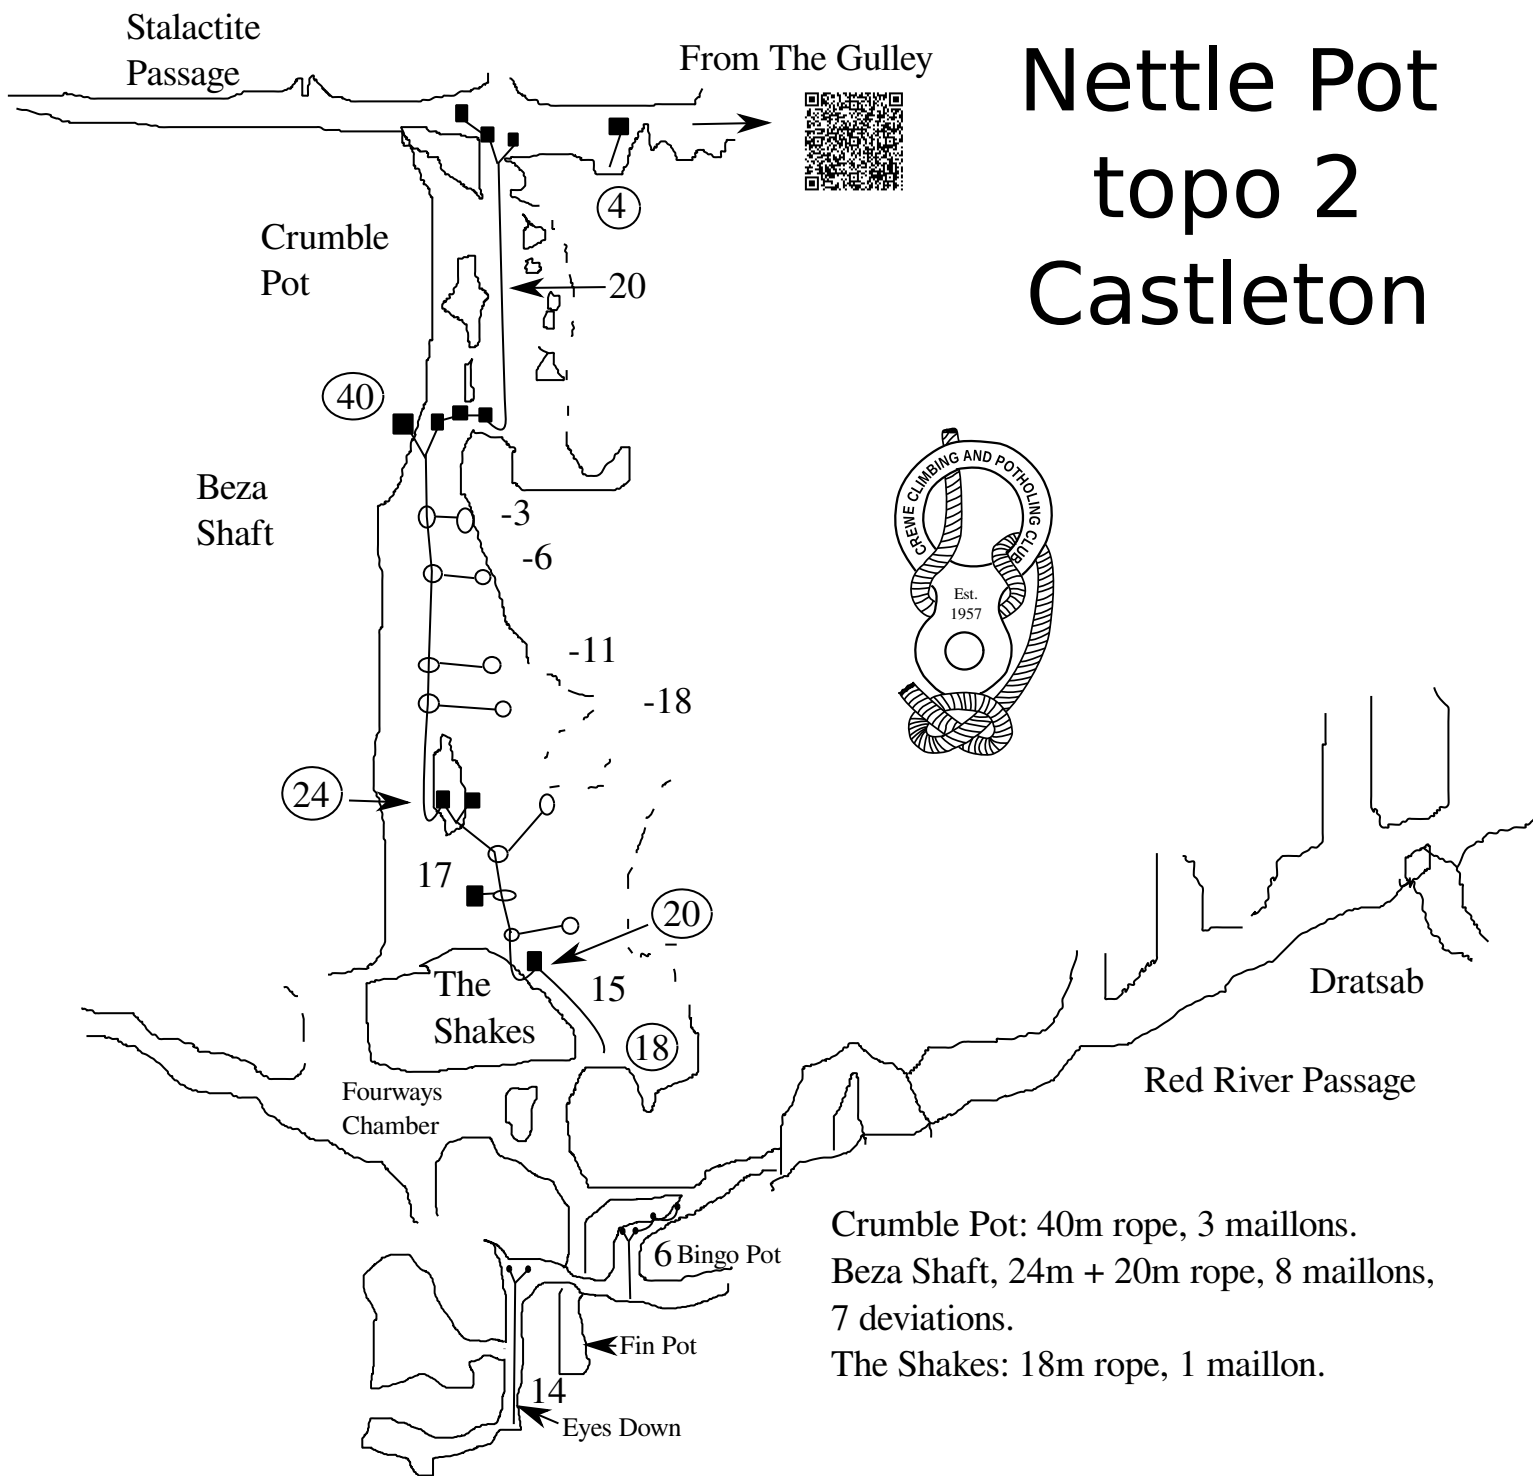 Stalactite
Passage
From The Gulley
Nettle Pot
topo 2
Castleton
4
Crumble
Pot
20
40
Beza
Shaft
-3
-6
-11
-18
24
17
20
The
Shakes
15
18
Fourways
Chamber
CREWE CLIMBING AND POTHOLING CLUB
Est.
1957
Dratsab
Red River Passage
6 Bingo Pot
Fin Pot
14
Eyes Down
Crumble Pot: 40m rope, 3 maillons.
Beza Shaft, 24m + 20m rope, 8 maillons,
7 deviations.
The Shakes: 18m rope, 1 maillon.